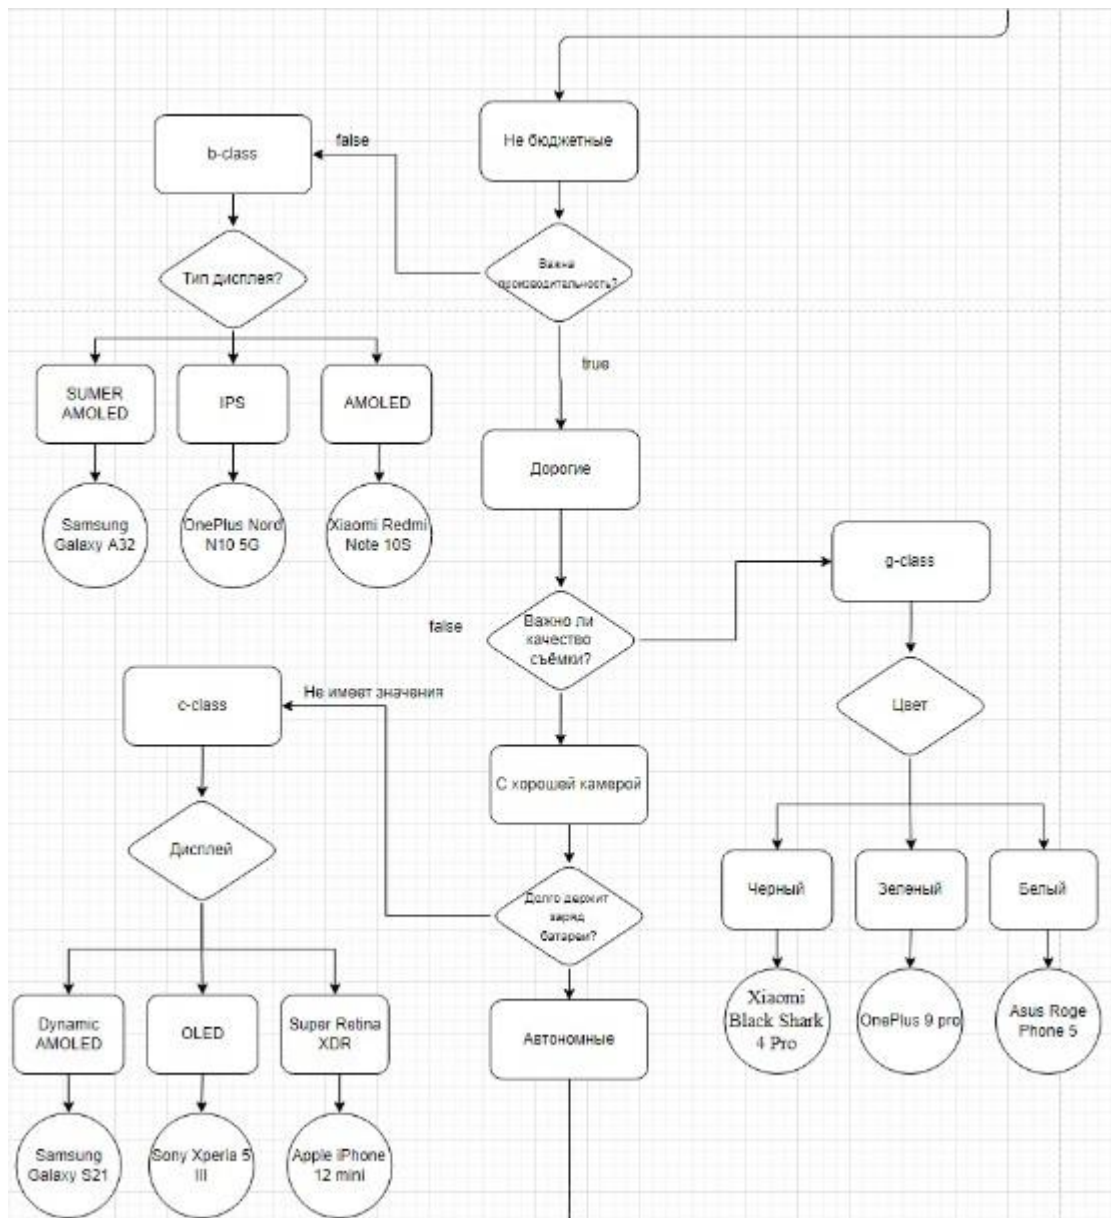 Не бюджетные
false
b-class
Важна
производительность?
Тип дисплея?
true
SUMER
AMOLED
IPS
AMOLED
Дорогие
Samsung
Galaxy A32
OnePlus Nord
N10 5G
Xiaomi Redmi
Note 10S
g-class
false
Важно ли
качество
съёмки?
Не имеет значения
c-class
Цвет
С хорошей камерой
Дисплей
Долго держит
заряд
батареи?
Черный
Зеленый
Белый
Dynamic
AMOLED
OLED
Super Retina
XDR
Автономные
Xiaomi
Black Shark
4 Pro
OnePlus 9 pro
Asus Roge
Phone 5
Samsung
Galaxy S21
Sony Xperia 5
III
Apple iPhone
12 mini